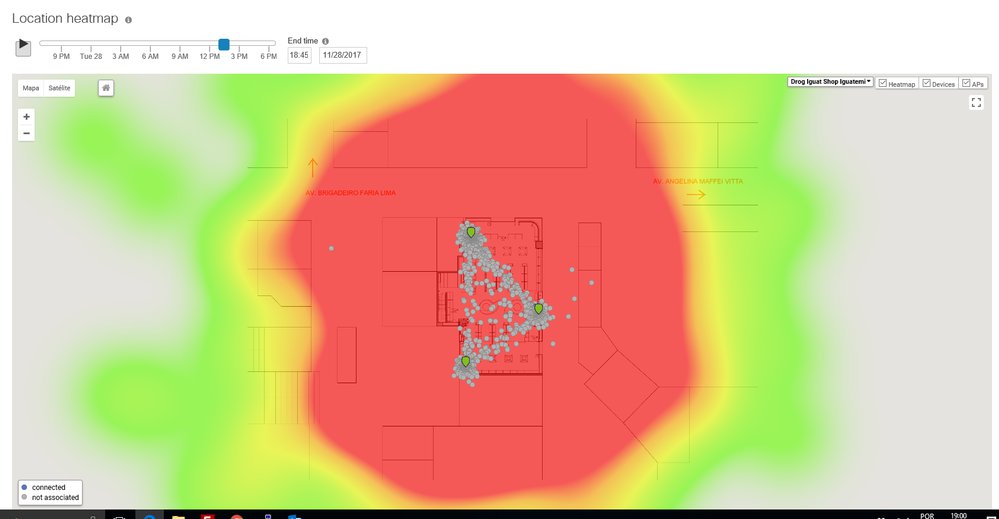 Location heatmap
9 PM Tue 28 3 AM 6 AM 9 AM 12 PM 3 PM 6 PM
End time
18:45 11/28/2017
Mapa Satélite
Drog Iguat Shop Iguatemi Heatmap Devices APs
+
−
AV. ANGELINA MAFFEI VITTA
AV. BRIGADEIRO FARIA LIMA
connected
not associated
POR
19:00